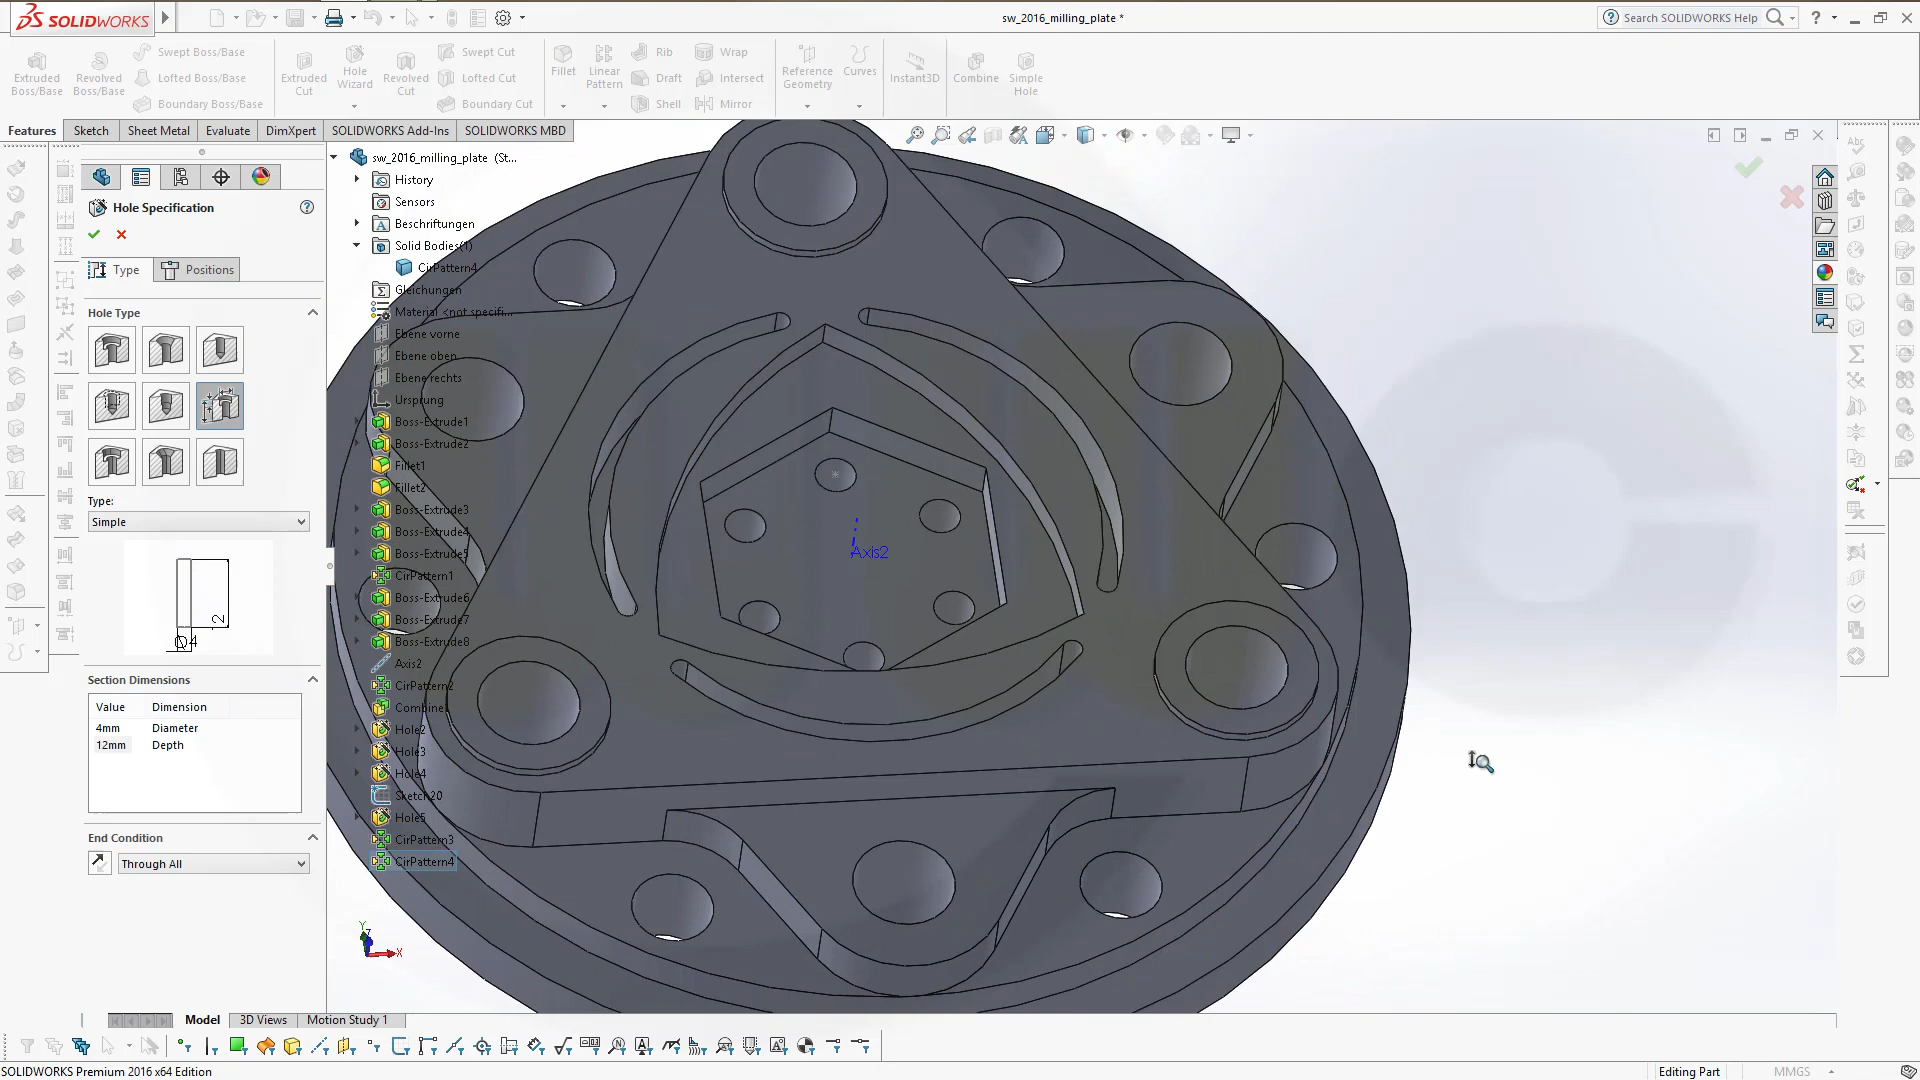 SOLIDWORKS
sw_2016_milling_plate *
Search SOLIDWORKS Help
Extruded Boss/Base
Revolved Boss/Base
Swept Boss/Base
Lofted Boss/Base
Boundary Boss/Base
Extruded Cut
Hole Wizard
Revolved Cut
Swept Cut
Lofted Cut
Boundary Cut
Fillet
Linear Pattern
Rib
Draft
Shell
Wrap
Intersect
Mirror
Reference Geometry
Curves
Instant3D
Combine
Simple Hole
Features
Sketch
Sheet Metal
Evaluate
DimXpert
SOLIDWORKS Add-Ins
SOLIDWORKS MBD
Hole Specification
Type
Positions
Hole Type
Type:
Simple
12
Ø4
Section Dimensions
Value Dimension
4mm Diameter
12mm Depth
End Condition
Through All
sw_2016_milling_plate (St...
History
Sensors
Beschriftungen
Solid Bodies(1)
CirPattern4
Gleichungen
Material <not specifi...
Ebene vorne
Ebene oben
Ebene rechts
Ursprung
Boss-Extrude1
Boss-Extrude2
Fillet1
Fillet2
Boss-Extrude3
Boss-Extrude4
Boss-Extrude5
CirPattern1
Boss-Extrude6
Boss-Extrude7
Boss-Extrude8
Axis2
CirPattern2
Combine1
Hole2
Hole3
Hole4
Sketch20
Hole5
CirPattern3
CirPattern4
Axis2
Y
Z
X
Model
3D Views
Motion Study 1
SOLIDWORKS Premium 2016 x64 Edition
Editing Part
MMGS